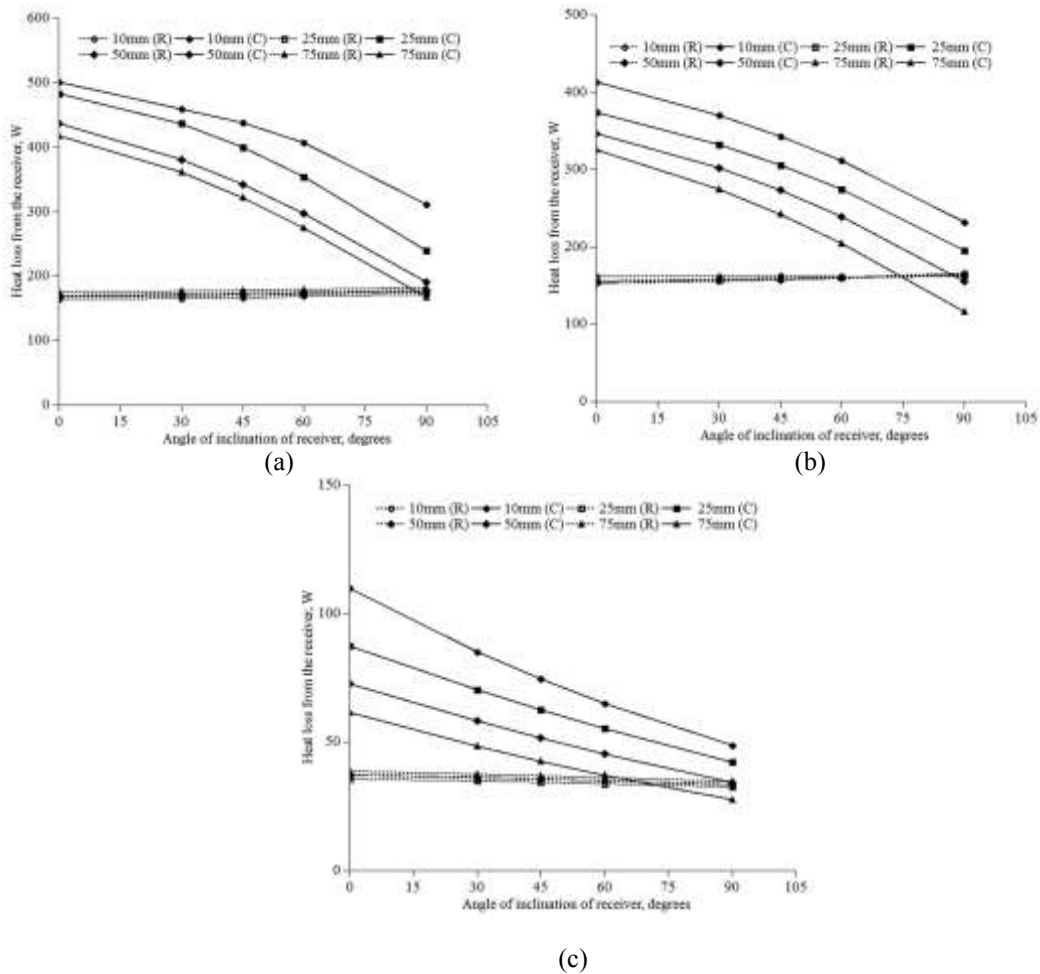 600
10mm (R) 10mm (C) 25mm (R) 25mm (C)
50mm (R) 50mm (C) 75mm (R) 75mm (C)
500
400
300
200
100
0
Heat loss from the receiver, W
0 15 30 45 60 75 90 105
Angle of inclination of receiver, degrees
(a)
500
10mm (R) 10mm (C) 25mm (R) 25mm (C)
50mm (R) 50mm (C) 75mm (R) 75mm (C)
400
300
200
100
0
Heat loss from the receiver, W
0 15 30 45 60 75 90 105
Angle of inclination of receiver, degrees
(b)
150
10mm (R) 10mm (C) 25mm (R) 25mm (C)
50mm (R) 50mm (C) 75mm (R) 75mm (C)
100
50
0
Heat loss from the receiver, W
0 15 30 45 60 75 90 105
Angle of inclination of receiver, degrees
(c)